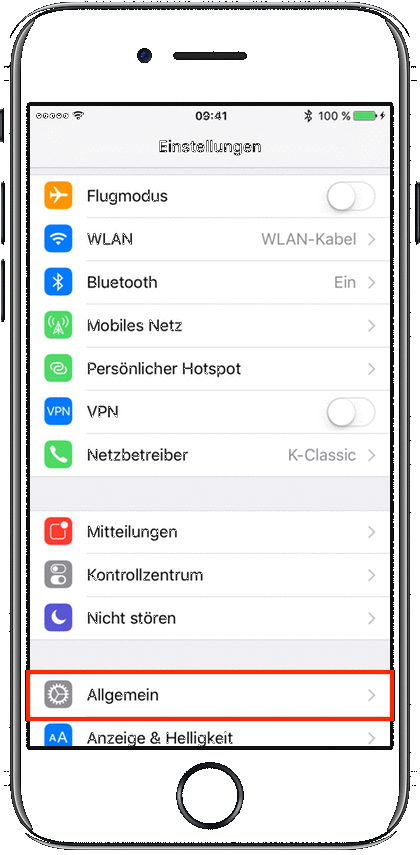 09:41 100 %
Einstellungen
Flugmodus
WLAN WLAN-Kabel
Bluetooth Ein
Mobiles Netz
Persönlicher Hotspot
VPN VPN
Netzbetreiber K-Classic
Mitteilungen
Kontrollzentrum
Nicht stören
Allgemein
AA Anzeige & Helligkeit